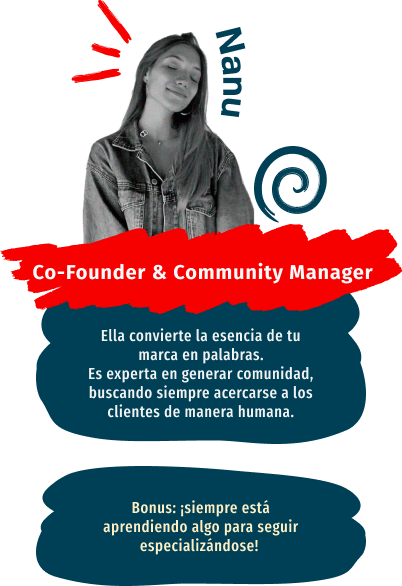 Nanu
Co-Founder & Community Manager
Ella convierte la esencia de tu
marca en palabras.
Es experta en generar comunidad,
buscando siempre acercarse a los
clientes de manera humana.
Bonus: ¡siempre está
aprendiendo algo para seguir
especializándose!